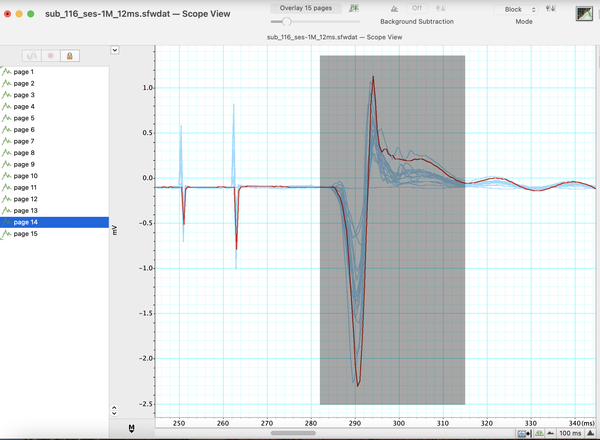 sub_116_ses-1M_12ms.sfwdat — Scope View
Overlay 15 pages
Off
Background Subtraction
Block
Mode
sub_116_ses-1M_12ms.sfwdat — Scope View
page 1
page 2
page 3
page 4
page 5
page 6
page 7
page 8
page 9
page 10
page 11
page 12
page 13
page 14
page 15
1.0
0.5
0.0
−0.5
−1.0
−1.5
−2.0
−2.5
mV
250
260
270
280
290
300
310
320
330
340 (ms)
M
100 ms